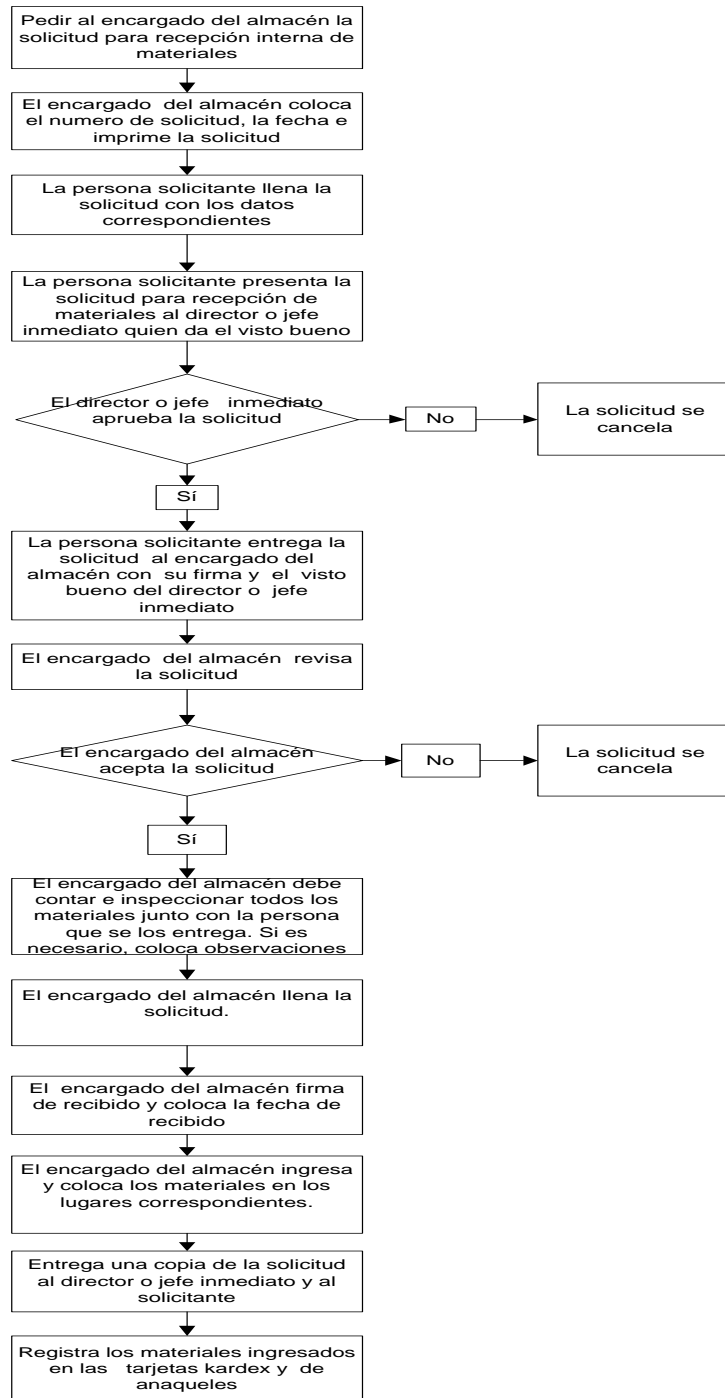 Pedir al encargado del almacén la
solicitud para recepción interna de
materiales
El encargado del almacén coloca
el numero de solicitud, la fecha e
imprime la solicitud
La persona solicitante llena la
solicitud con los datos
correspondientes
La persona solicitante presenta la
solicitud para recepción de
materiales al director o jefe
inmediato quien da el visto bueno
El director o jefe inmediato
aprueba la solicitud
No
La solicitud se
cancela
Sí
La persona solicitante entrega la
solicitud al encargado del
almacén con su firma y el visto
bueno del director o jefe
inmediato
El encargado del almacén revisa
la solicitud
El encargado del almacén
acepta la solicitud
No
La solicitud se
cancela
Sí
El encargado del almacén debe
contar e inspeccionar todos los
materiales junto con la persona
que se los entrega. Si es
necesario, coloca observaciones
El encargado del almacén llena la
solicitud.
El encargado del almacén firma
de recibido y coloca la fecha de
recibido
El encargado del almacén ingresa
y coloca los materiales en los
lugares correspondientes.
Entrega una copia de la solicitud
al director o jefe inmediato y al
solicitante
Registra los materiales ingresados
en las tarjetas kardex y de
anaqueles